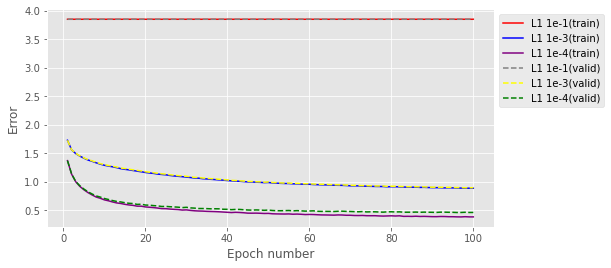 4.0
3.5
3.0
2.5
2.0
1.5
1.0
0.5
Error
0 20 40 60 80 100
Epoch number
L1 1e-1(train)
L1 1e-3(train)
L1 1e-4(train)
L1 1e-1(valid)
L1 1e-3(valid)
L1 1e-4(valid)